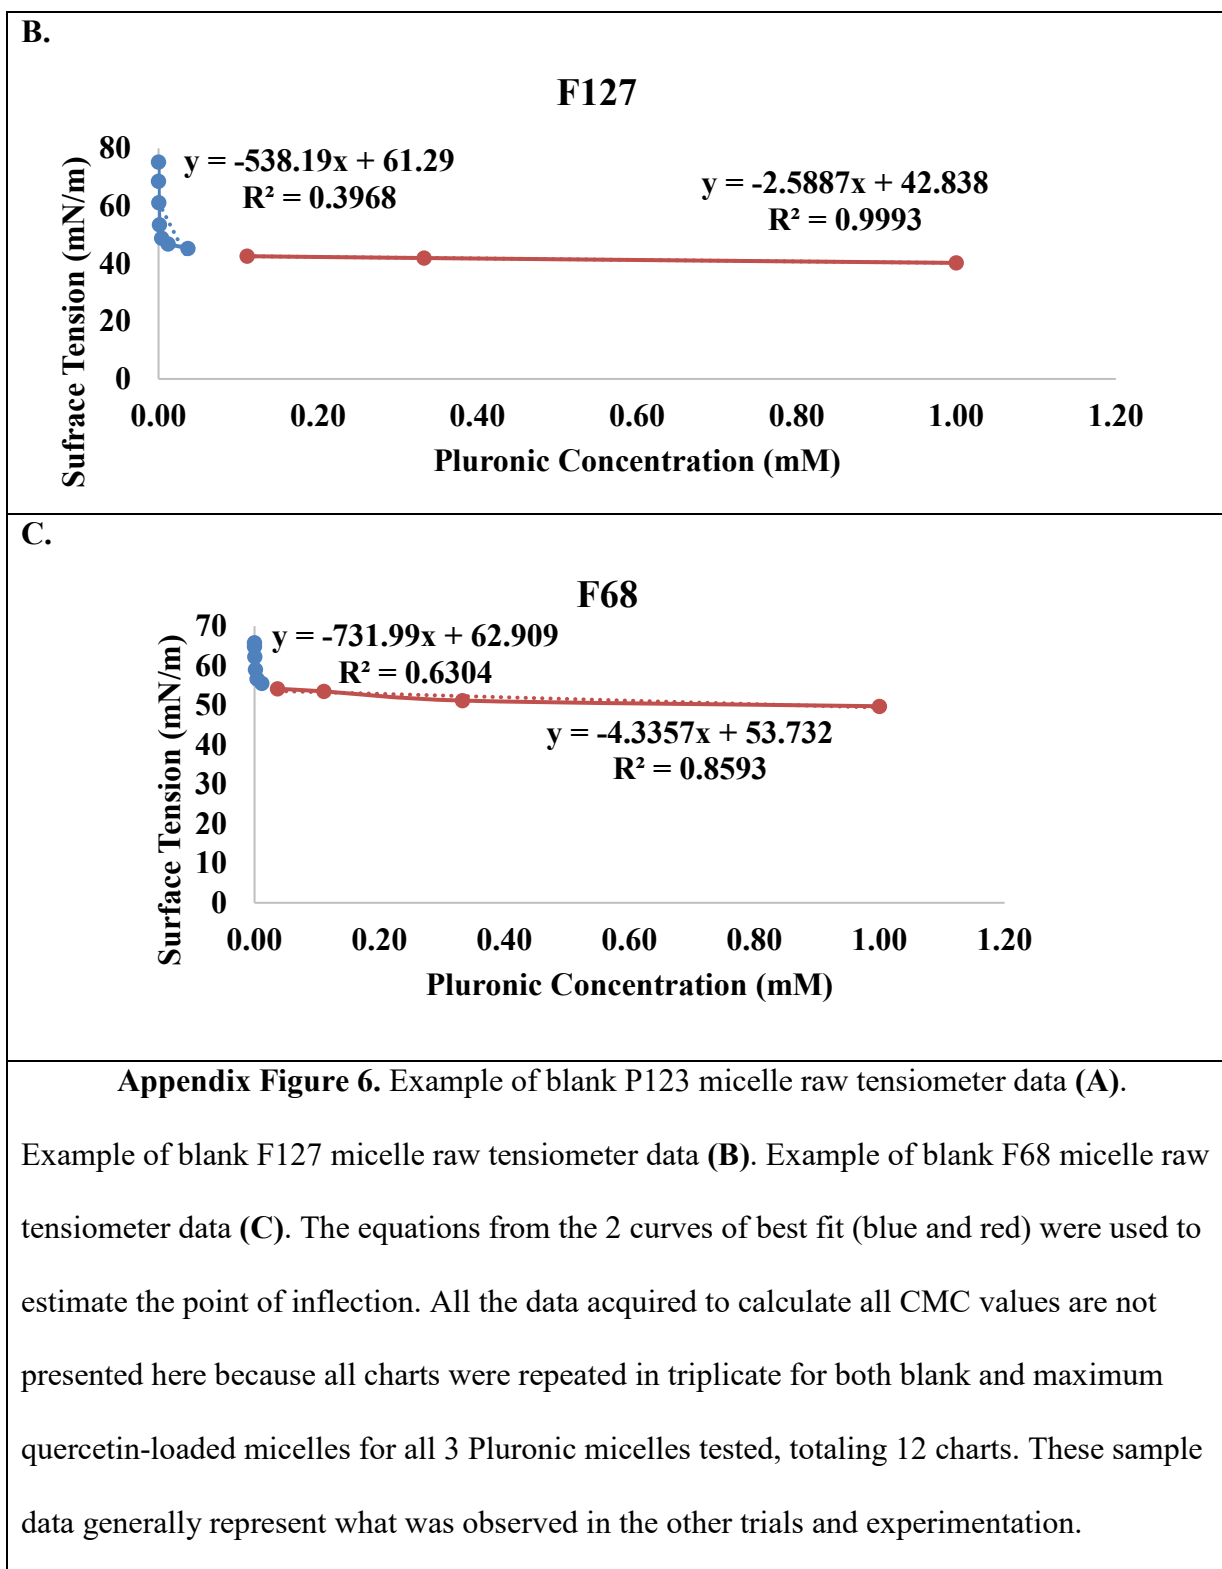 B.
F127
80
60
40
20
0
y = -538.19x + 61.29
R² = 0.3968
y = -2.5887x + 42.838
R² = 0.9993
Sufrace Tension (mN/m)
0.00 0.20 0.40 0.60 0.80 1.00 1.20
Pluronic Concentration (mM)
C.
F68
70
60
50
40
30
20
10
0
y = -731.99x + 62.909
R² = 0.6304
y = -4.3357x + 53.732
R² = 0.8593
Surface Tension (mN/m)
0.00 0.20 0.40 0.60 0.80 1.00 1.20
Pluronic Concentration (mM)
Appendix Figure 6. Example of blank P123 micelle raw tensiometer data (A).
Example of blank F127 micelle raw tensiometer data (B). Example of blank F68 micelle raw
tensiometer data (C). The equations from the 2 curves of best fit (blue and red) were used to
estimate the point of inflection. All the data acquired to calculate all CMC values are not
presented here because all charts were repeated in triplicate for both blank and maximum
quercetin-loaded micelles for all 3 Pluronic micelles tested, totaling 12 charts. These sample
data generally represent what was observed in the other trials and experimentation.